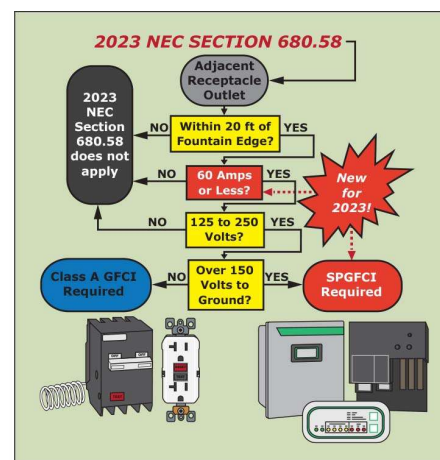 2023 NEC SECTION 680.58
Adjacent
Receptacle
Outlet
2023
NEC
Section
680.58
does not
apply
NO
Within 20 ft of
Fountain Edge?
YES
NO
60 Amps
or Less?
YES
New
for
2023!
NO
125 to 250
Volts?
YES
Class A GFCI
Required
NO
Over 150
Volts to
Ground?
YES
SPGFCI
Required